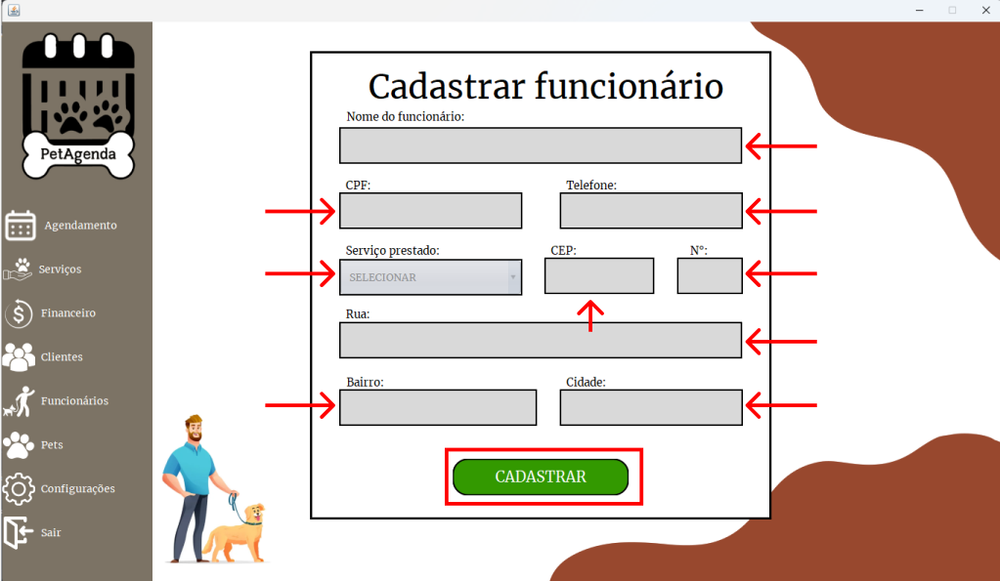 PetAgenda
Agendamento
Serviços
Financeiro
Clientes
Funcionários
Pets
Configurações
Sair
Cadastrar funcionário
Nome do funcionário:
CPF:
Telefone:
Serviço prestado:
CEP:
N°:
SELECIONAR
Rua:
Bairro:
Cidade:
CADASTRAR